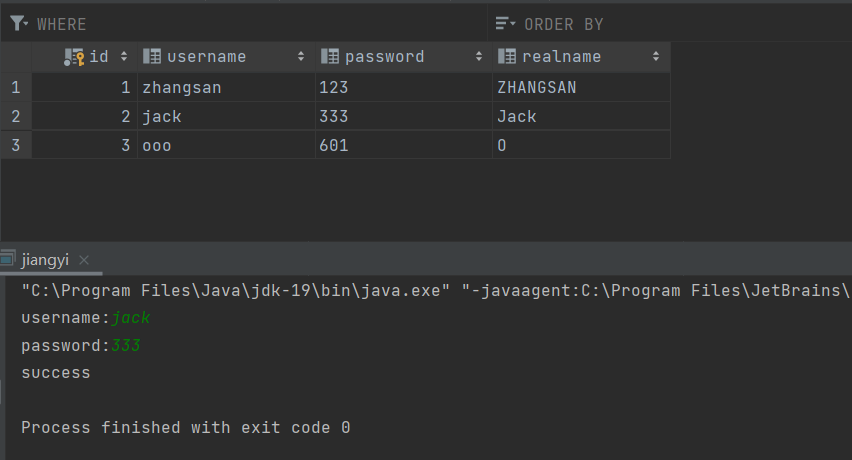 WHERE ORDER BY
id username password realname
1 1 zhangsan 123 ZHANGSAN
2 2 jack 333 Jack
3 3 ooo 601 O
jiangyi
"C:\Program Files\Java\jdk-19\bin\java.exe" "-javaagent:C:\Program Files\JetBrains\
username:jack
password:333
success
Process finished with exit code 0